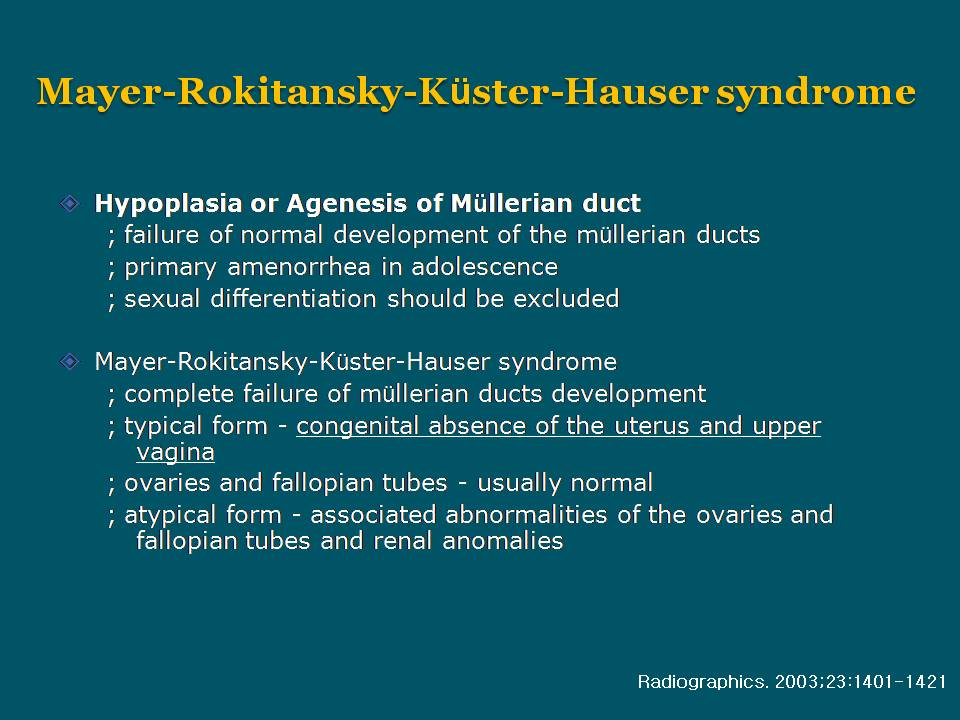 Mayer-Rokitansky-Küster-Hauser syndrome
Hypoplasia or Agenesis of Müllerian duct
; failure of normal development of the müllerian ducts
; primary amenorrhea in adolescence
; sexual differentiation should be excluded
Mayer-Rokitansky-Küster-Hauser syndrome
; complete failure of müllerian ducts development
; typical form - congenital absence of the uterus and upper
vagina
; ovaries and fallopian tubes - usually normal
; atypical form - associated abnormalities of the ovaries and
fallopian tubes and renal anomalies
Radiographics. 2003;23:1401-1421